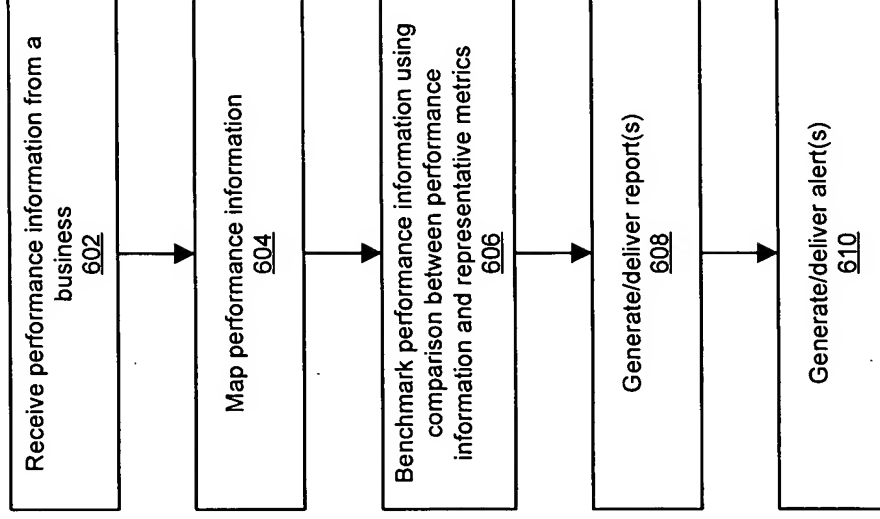 Receive performance information from a
business
602
Map performance information
604
Benchmark performance information using
comparison between performance
information and representative metrics
606
Generate/deliver report(s)
608
Generate/deliver alert(s)
610